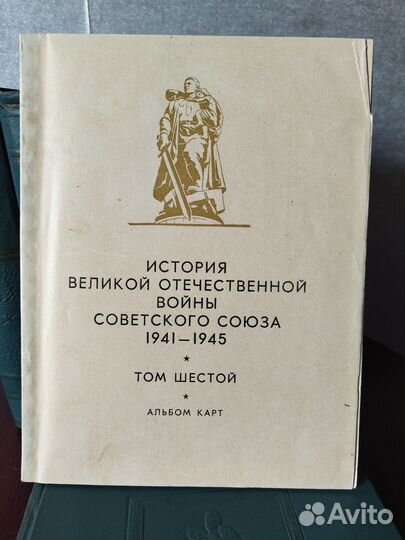 ИСТОРИЯ
ВЕЛИКОЙ ОТЕЧЕСТВЕННОЙ
ВОЙНЫ
СОВЕТСКОГО СОЮЗА
1941—1945
ТОМ ШЕСТОЙ
АЛЬБОМ КАРТ
Avito